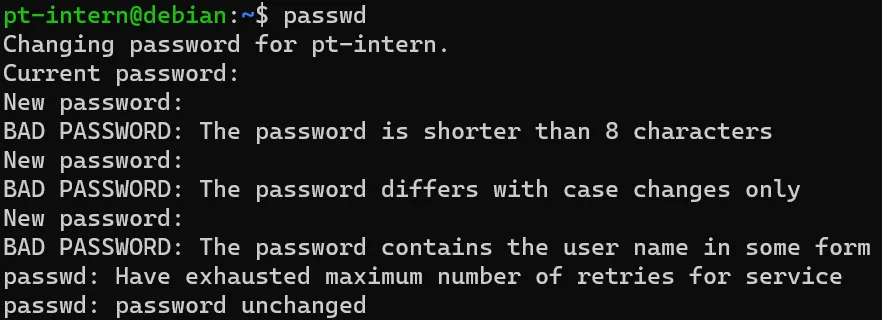 pt-intern@debian:~$ passwd
Changing password for pt-intern.
Current password:
New password:
BAD PASSWORD: The password is shorter than 8 characters
New password:
BAD PASSWORD: The password differs with case changes only
New password:
BAD PASSWORD: The password contains the user name in some form
passwd: Have exhausted maximum number of retries for service
passwd: password unchanged